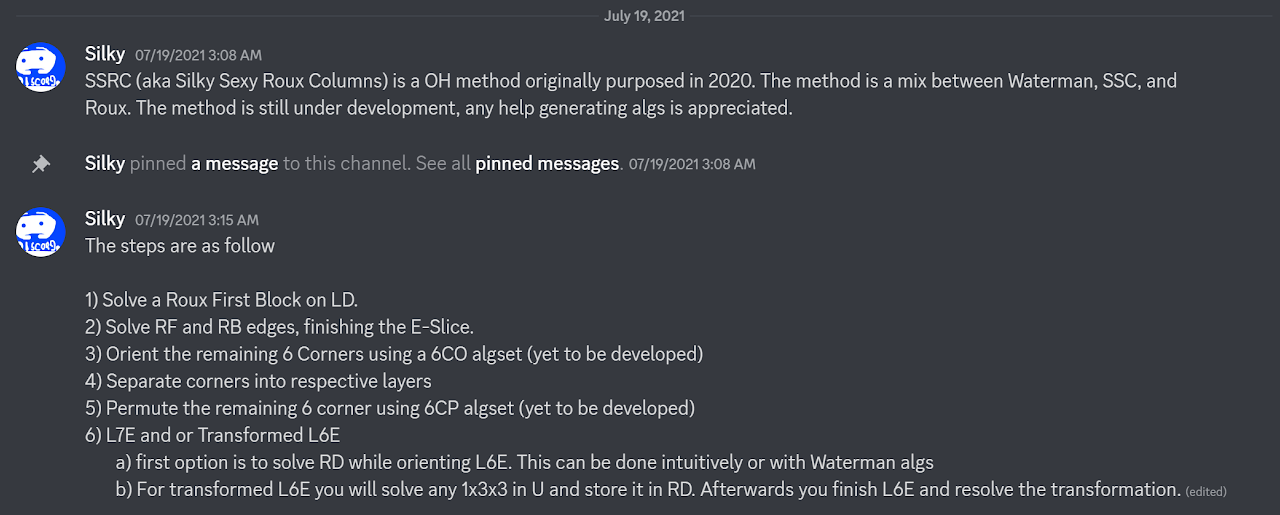 July 19, 2021
Silky 07/19/2021 3:08 AM
SSRC (aka Silky Sexy Roux Columns) is a OH method originally purposed in 2020. The method is a mix between Waterman, SSC, and
Roux. The method is still under development, any help generating algs is appreciated.
Silky pinned a message to this channel. See all pinned messages. 07/19/2021 3:08 AM
Silky 07/19/2021 3:15 AM
The steps are as follow
1) Solve a Roux First Block on LD.
2) Solve RF and RB edges, finishing the E-Slice.
3) Orient the remaining 6 Corners using a 6CO algset (yet to be developed)
4) Separate corners into respective layers
5) Permute the remaining 6 corner using 6CP algset (yet to be developed)
6) L7E and or Transformed L6E
a) first option is to solve RD while orienting L6E. This can be done intuitively or with Waterman algs
b) For transformed L6E you will solve any 1x3x3 in U and store it in RD. Afterwards you finish L6E and resolve the transformation. (edited)